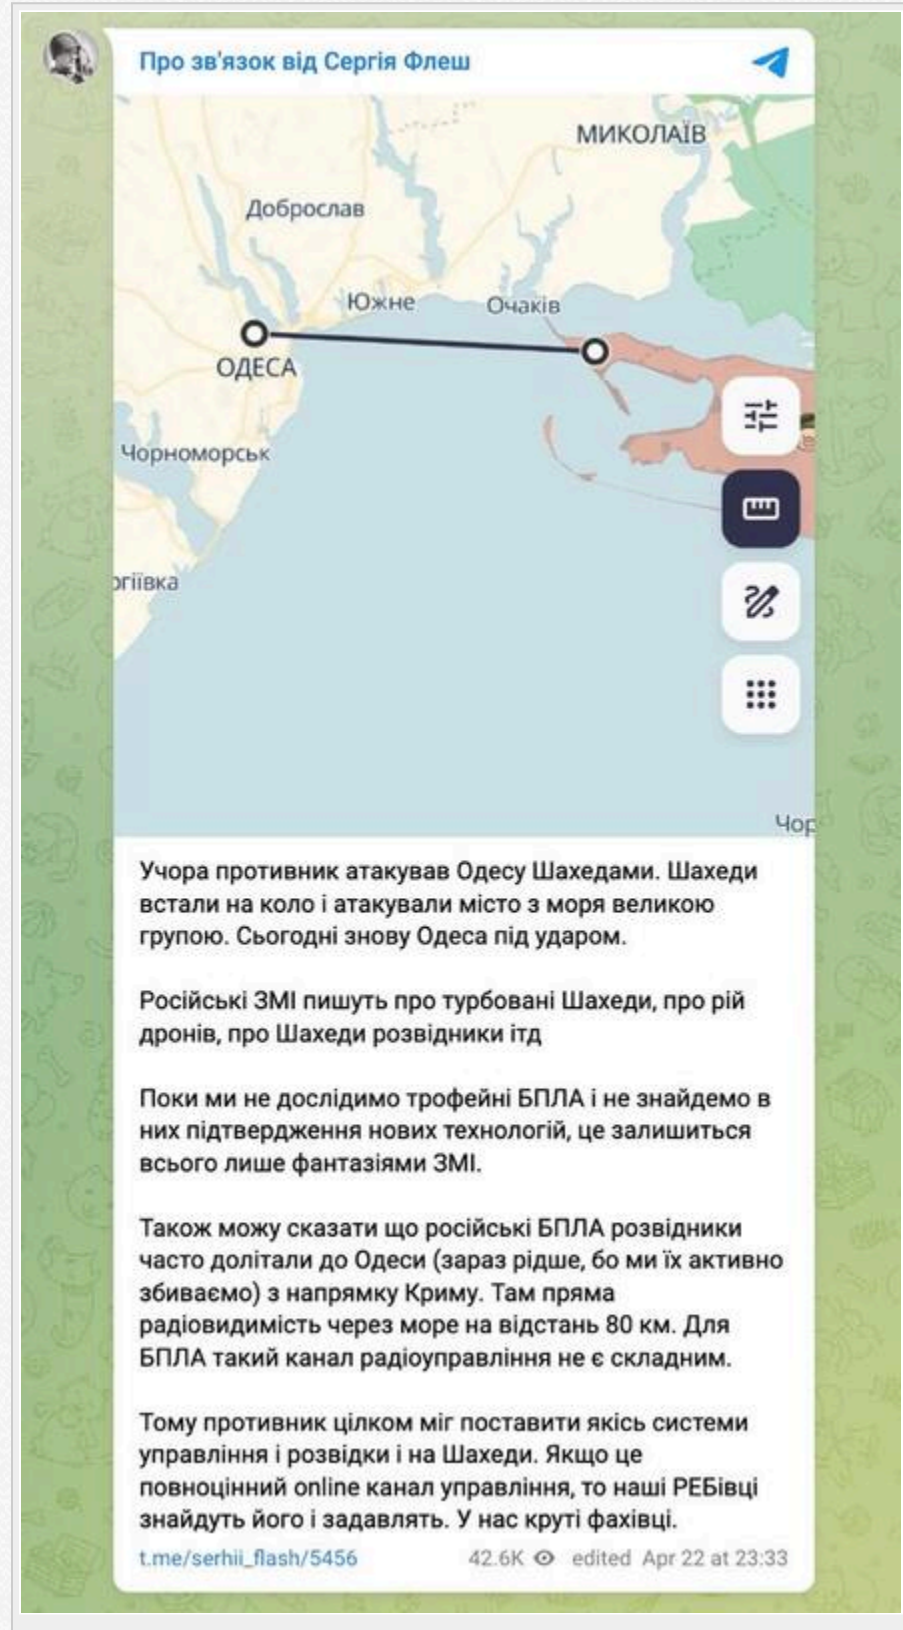 Про зв'язок від Сергія Флеш
МИКОЛАЇВ
Доброслав
Южне
Очаків
ОДЕСА
Чорноморськ
ргіївка
Чор
Учора противник атакував Одесу Шахедами. Шахеди
встали на коло і атакували місто з моря великою
групою. Сьогодні знову Одеса під ударом.
Російські ЗМІ пишуть про турбовані Шахеди, про рій
дронів, про Шахеди розвідники ітд
Поки ми не дослідимо трофейні БПЛА і не знайдемо в
них підтвердження нових технологій, це залишиться
всього лише фантазіями ЗМІ.
Також можу сказати що російські БПЛА розвідники
часто долітали до Одеси (зараз рідше, бо ми їх активно
збиваємо) з напрямку Криму. Там пряма
радіовидимість через море на відстань 80 км. Для
БПЛА такий канал радіоуправління не є складним.
Тому противник цілком міг поставити якісь системи
управління і розвідки і на Шахеди. Якщо це
повноцінний online канал управління, то наші РЕБівці
знайдуть його і задавлять. У нас круті фахівці.
t.me/serhii_flash/5456 42.6K edited Apr 22 at 23:33